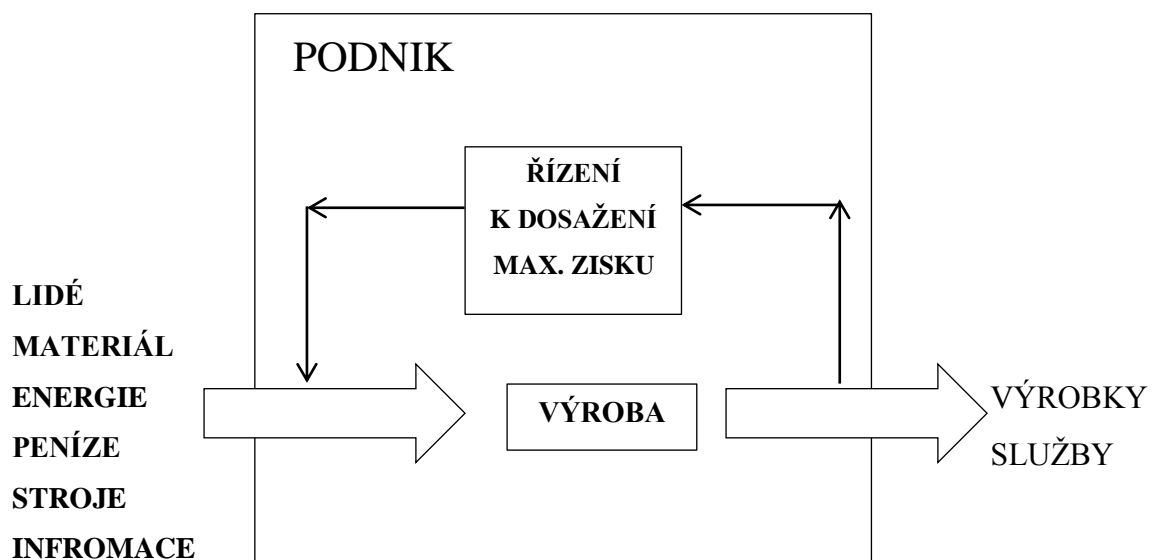 PODNIK
ŘÍZENÍ
K DOSAŽENÍ
MAX. ZISKU
LIDÉ
MATERIÁL
ENERGIE
PENÍZE
STROJE
INFROMACE
VÝROBA
VÝROBKY
SLUŽBY